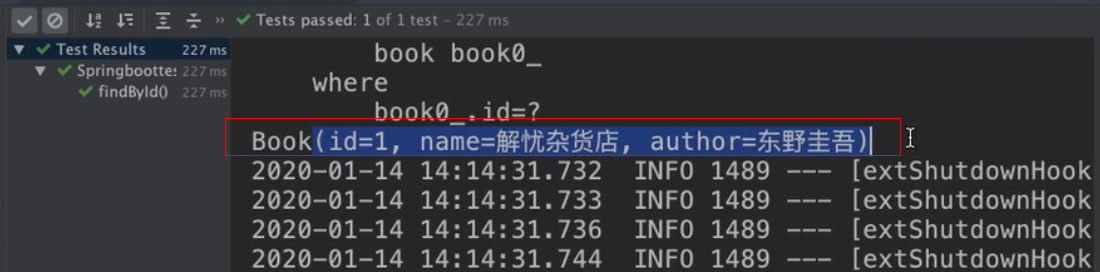 Tests passed: 1 of 1 test – 227 ms
Test Results 227 ms
Springboottes 227 ms
findById() 227 ms
book book0_
where
book0_.id=?
Book(id=1, name=解忧杂货店, author=东野圭吾)
2020-01-14 14:14:31.732 INFO 1489 --- [extShutdownHook
2020-01-14 14:14:31.733 INFO 1489 --- [extShutdownHook
2020-01-14 14:14:31.736 INFO 1489 --- [extShutdownHook
2020-01-14 14:14:31.744 INFO 1489 --- [extShutdownHook